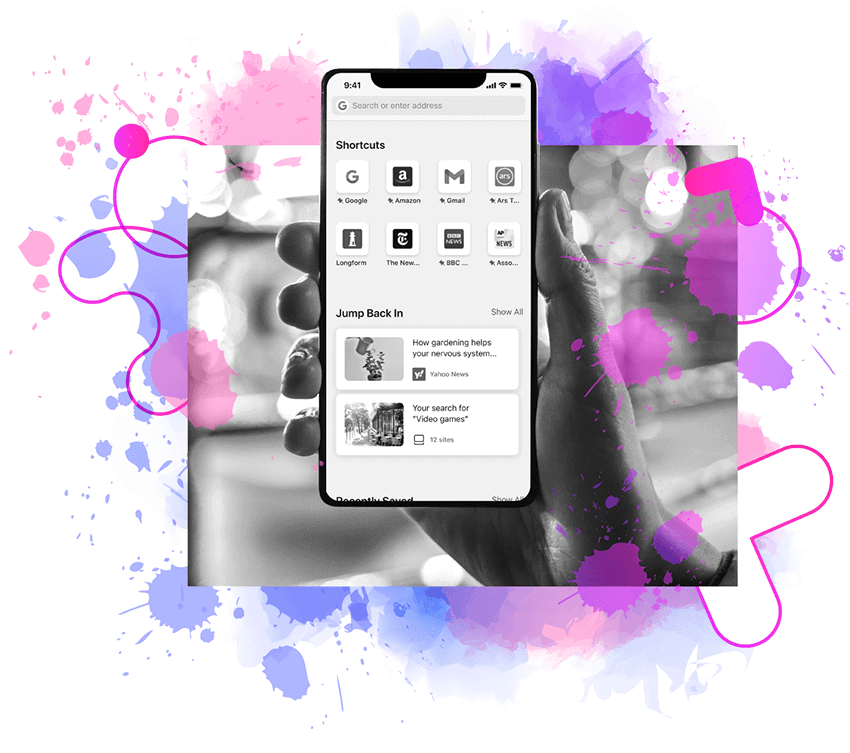 9:41
G Search or enter address
Shortcuts
G a M ars
Google Amazon Gmail Ars T...
BBC NEWS AP NEWS
Longform The New... BBC ... Asso...
Jump Back In Show All
How gardening helps
your nervous system...
y! Yahoo News
Your search for
"Video games"
12 sites
Recently Saved Show All